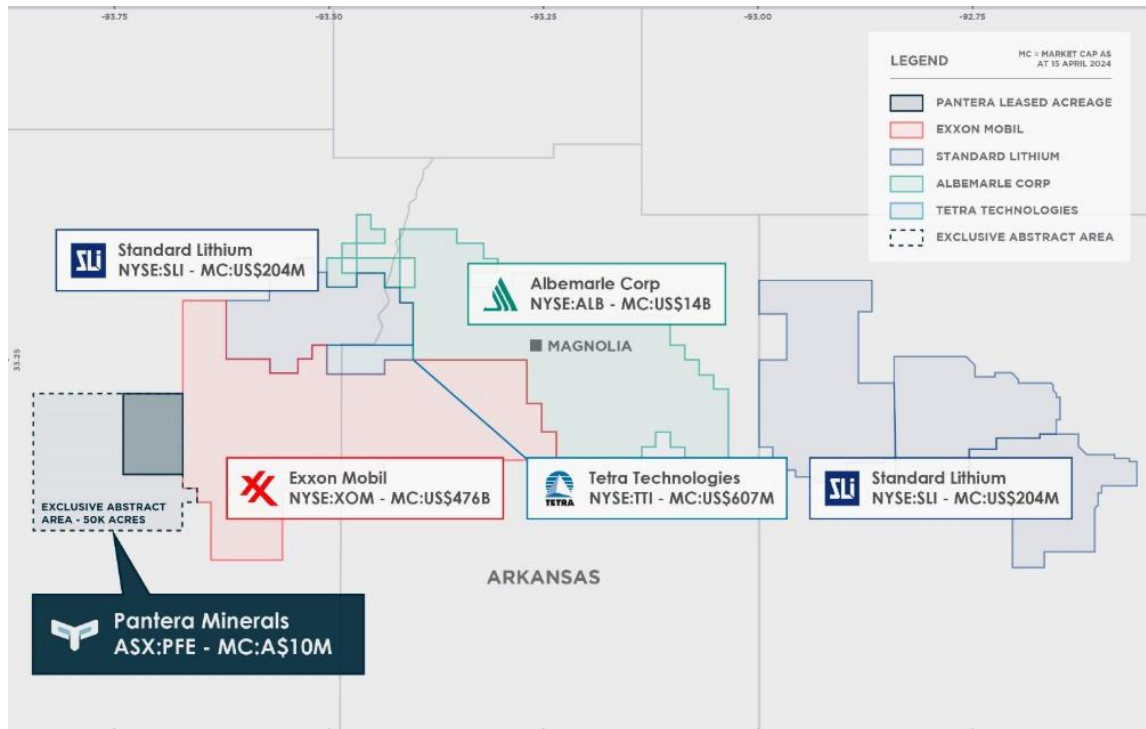 -93.75
-93.50
-93.25
-93.00
-92.75
LEGEND
MC = MARKET CAP AS
AT 15 APRIL 2024
PANTERA LEASED ACREAGE
EXXON MOBIL
STANDARD LITHIUM
ALBEMARLE CORP
TETRA TECHNOLOGIES
EXCLUSIVE ABSTRACT AREA
SLi
Standard Lithium
NYSE:SLI - MC:US$204M
Albemarle Corp
NYSE:ALB - MC:US$14B
33.25
MAGNOLIA
Exxon Mobil
NYSE:XOM - MC:US$476B
TETRA
Tetra Technologies
NYSE:TTI - MC:US$607M
SLi
Standard Lithium
NYSE:SLI - MC:US$204M
EXCLUSIVE ABSTRACT
AREA - 50K ACRES
ARKANSAS
Pantera Minerals
ASX:PFE - MC:A$10M